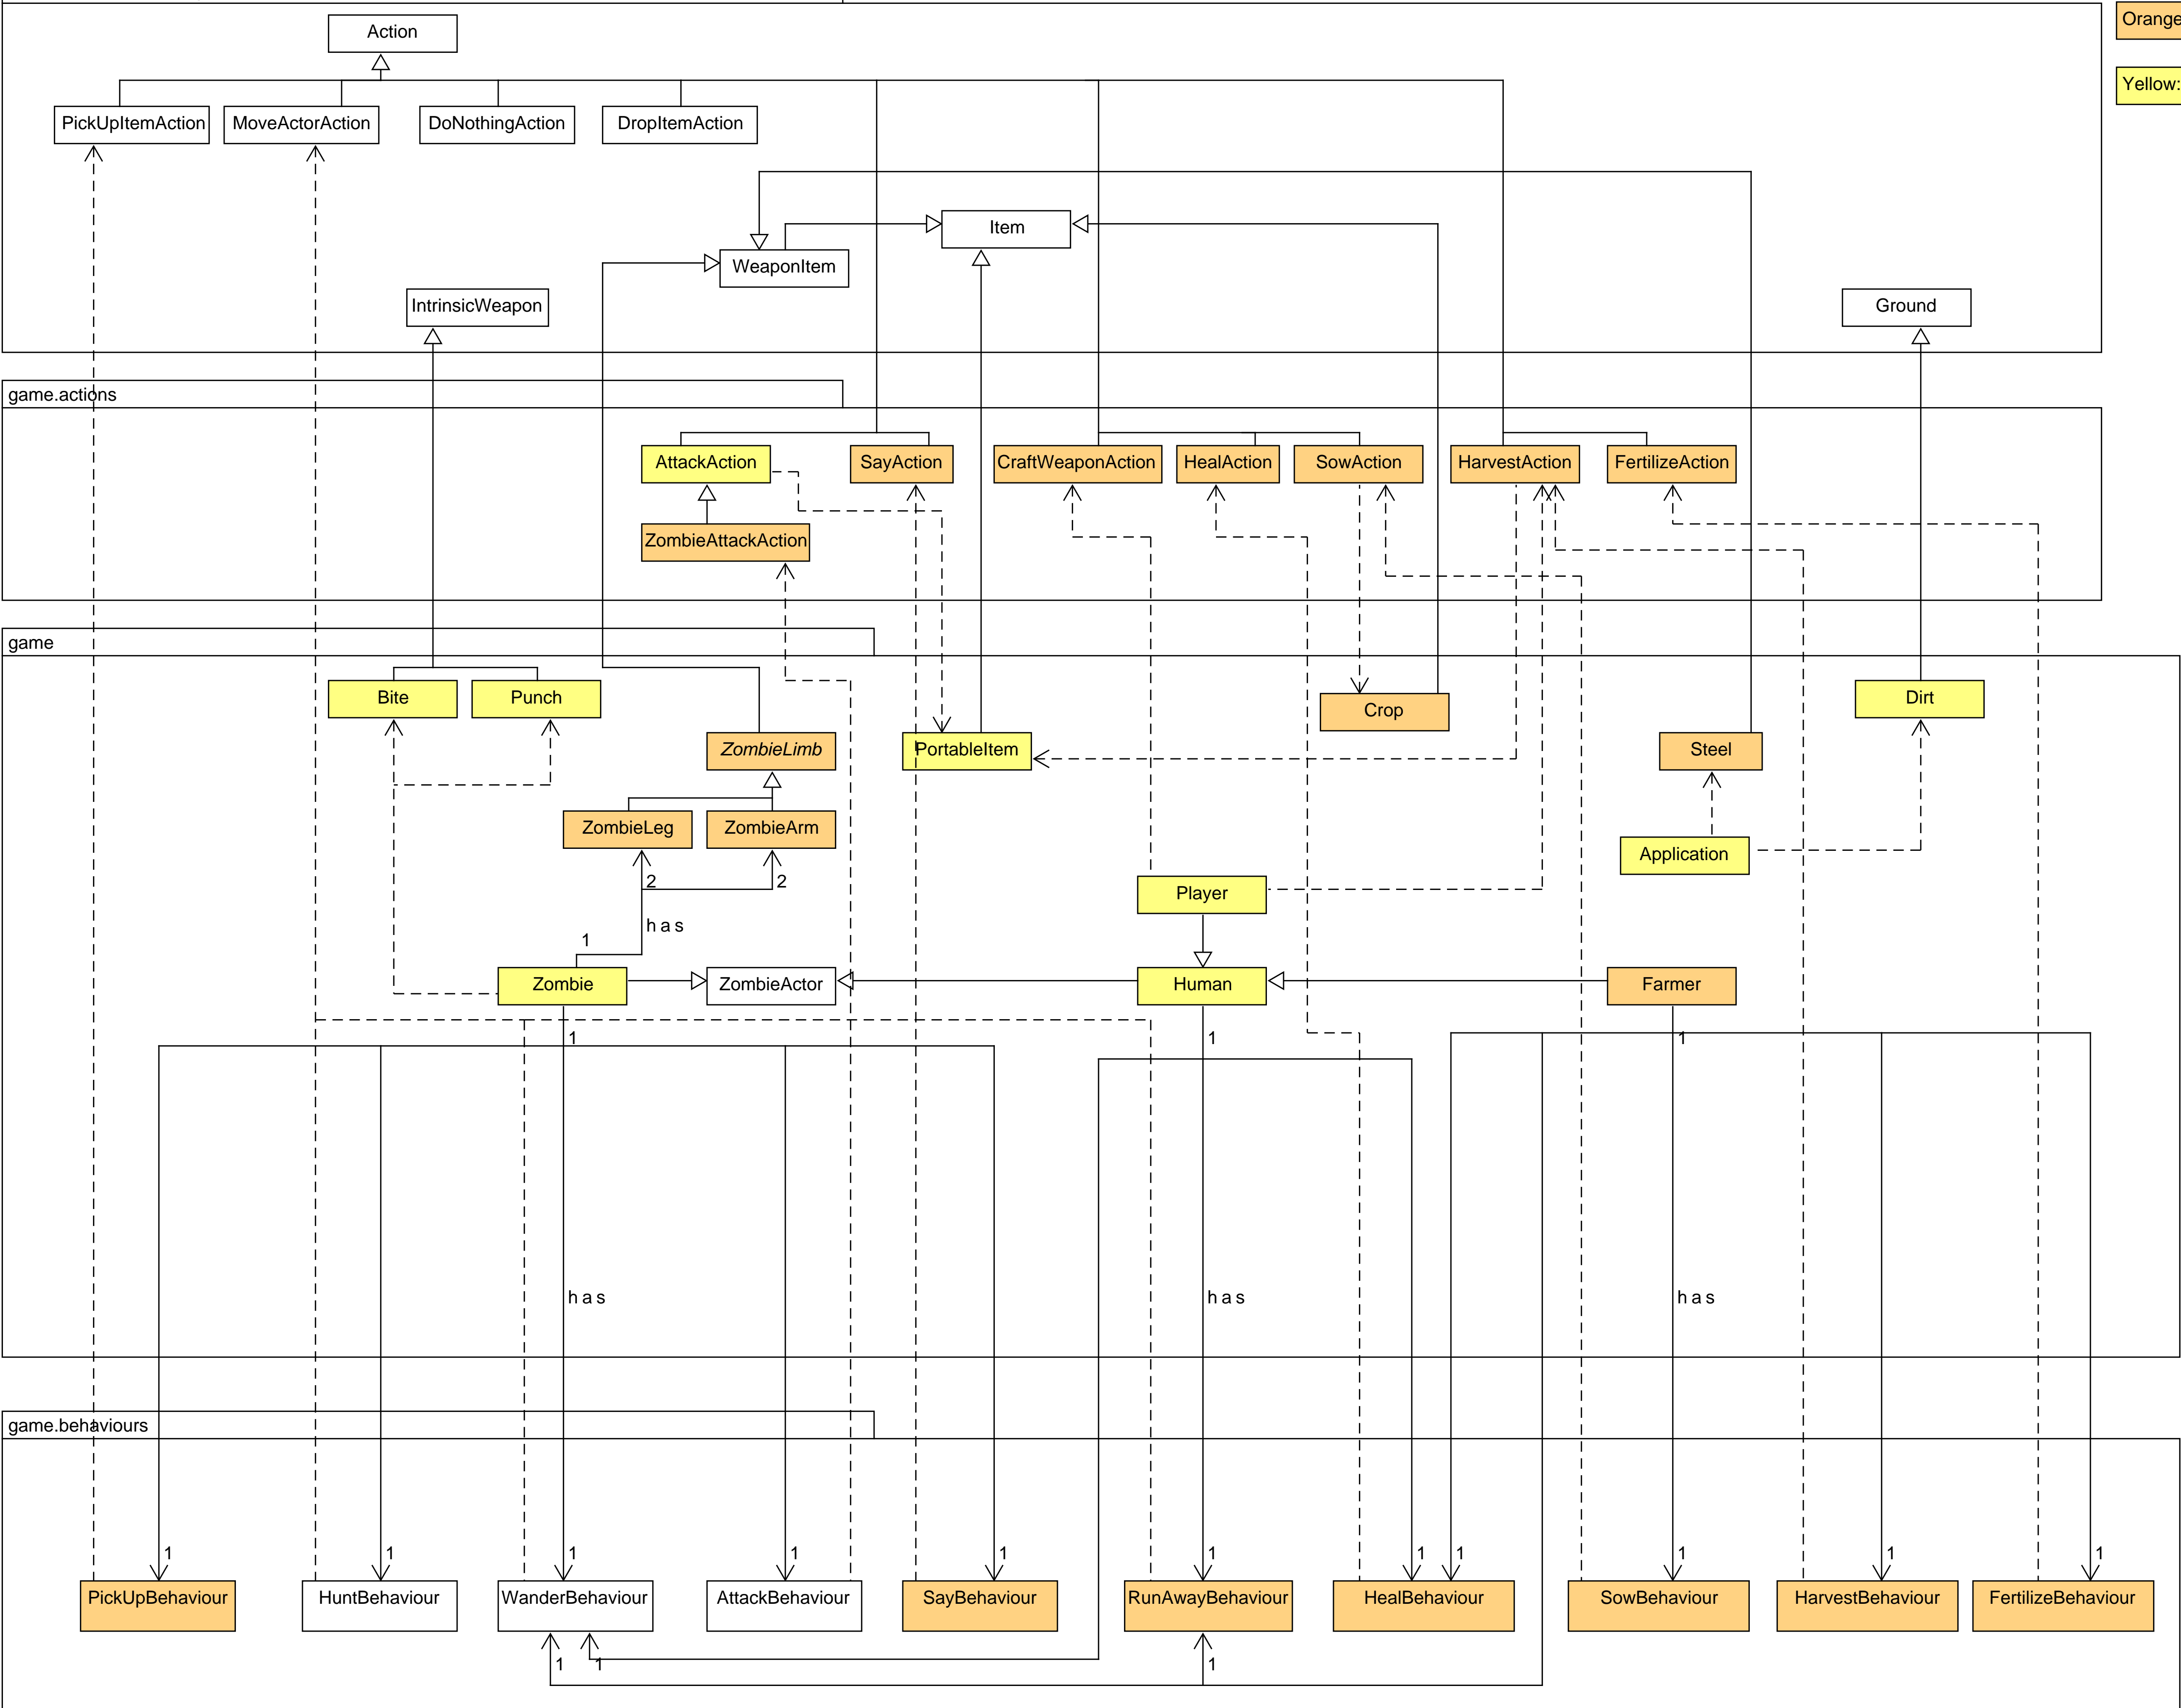 Action
Orange
Yellow:
PickUpItemAction
MoveActorAction
DoNothingAction
DropItemAction
Item
WeaponItem
IntrinsicWeapon
Ground
game.actions
AttackAction
SayAction
CraftWeaponAction
HealAction
SowAction
HarvestAction
FertilizeAction
ZombieAttackAction
game
Bite
Punch
Dirt
Crop
ZombieLimb
PortableItem
Steel
ZombieLeg
ZombieArm
Application
2
2
Player
has
1
Zombie
ZombieActor
Human
Farmer
1
1
1
has
has
has
game.behaviours
1
1
1
1
1
1
1
1
1
1
1
PickUpBehaviour
HuntBehaviour
WanderBehaviour
AttackBehaviour
SayBehaviour
RunAwayBehaviour
HealBehaviour
SowBehaviour
HarvestBehaviour
FertilizeBehaviour
1
1
1